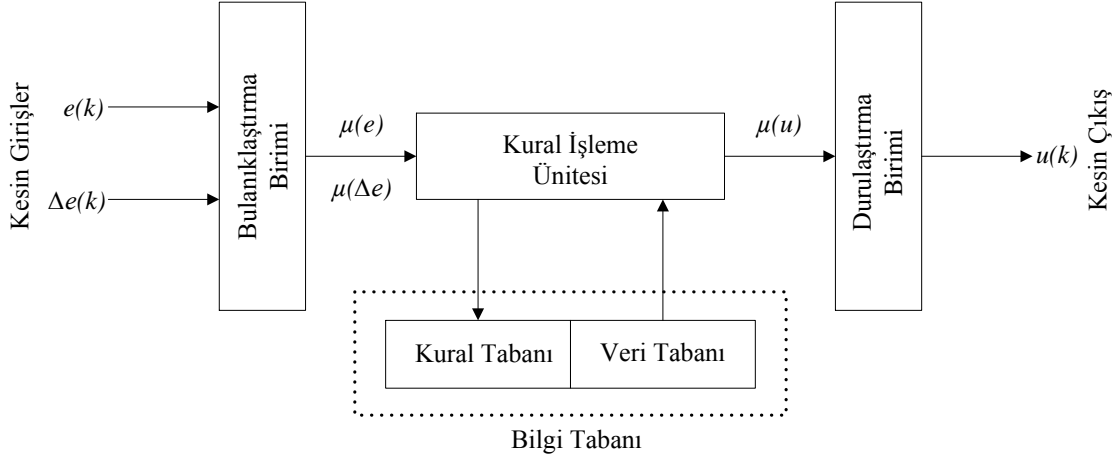 Kesin Girişler
e(k)
Δe(k)
Bulanıklaştırma
Birimi
μ(e)
μ(Δe)
Kural İşleme
Ünitesi
μ(u)
Durulaştırma
Birimi
u(k)
Kesin Çıkış
Kural Tabanı
Veri Tabanı
Bilgi Tabanı